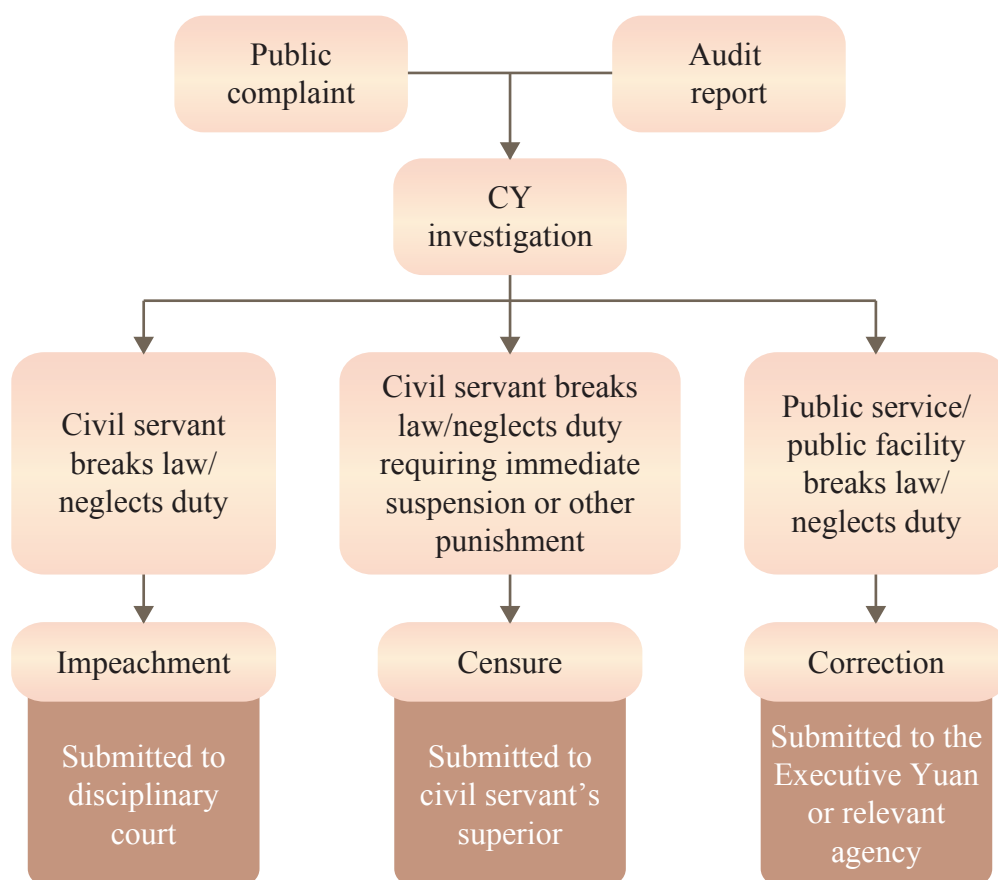 Public
complaint
Audit
report
CY
investigation
Civil servant
breaks law/
neglects duty
Civil servant breaks
law/neglects duty
requiring immediate
suspension or other
punishment
Public service/
public facility
breaks law/
neglects duty
Impeachment
Submitted to
disciplinary
court
Censure
Submitted to
civil servant’s
superior
Correction
Submitted to the
Executive Yuan
or relevant
agency